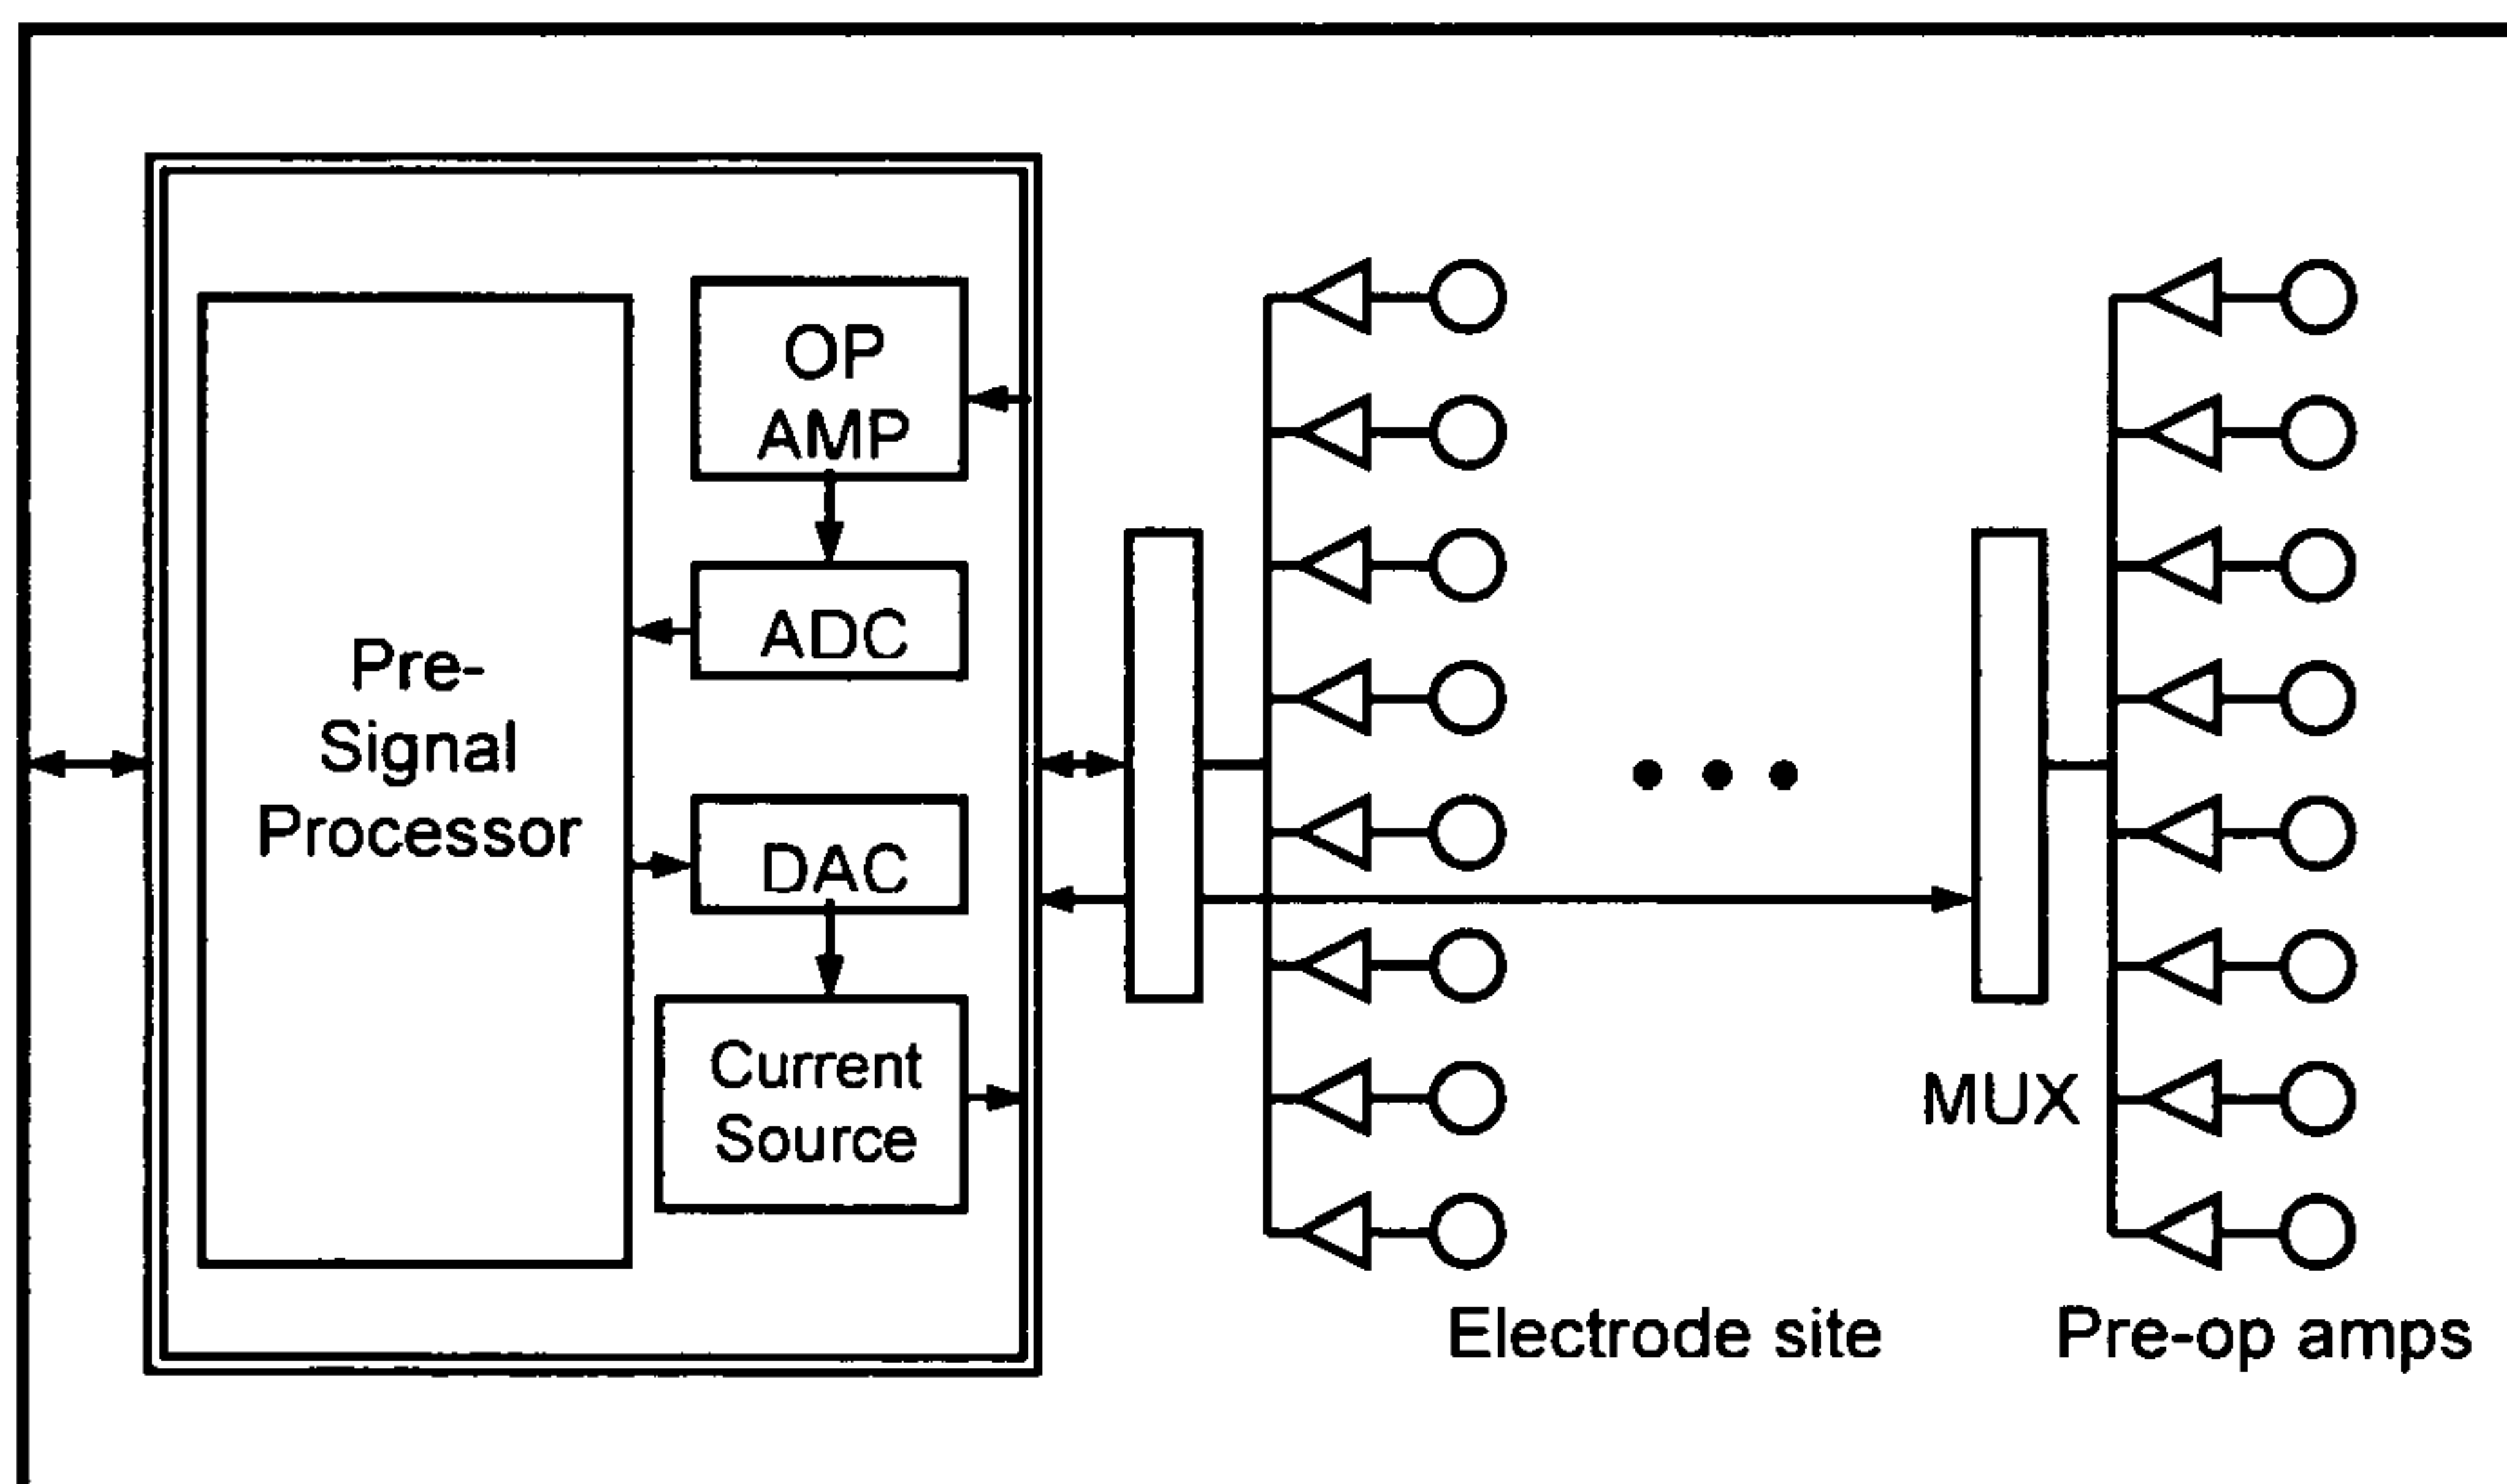 OP
AMP
ADC
Pre-
Signal
Processor
DAC
Current
Source
MUX
Electrode site
Pre-op amps